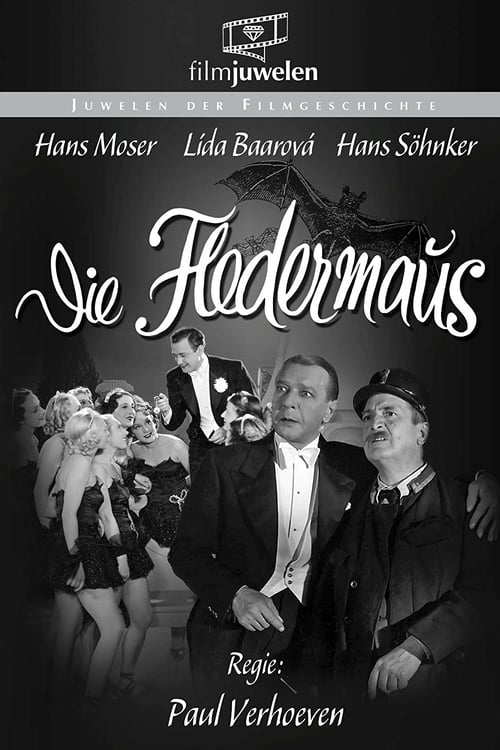 filmjuwelen
JUWELEN DER FILMGESCHICHTE
Hans Moser Lída Baarová Hans Söhnker
Die Fledermaus
Regie:
Paul Verhoeven